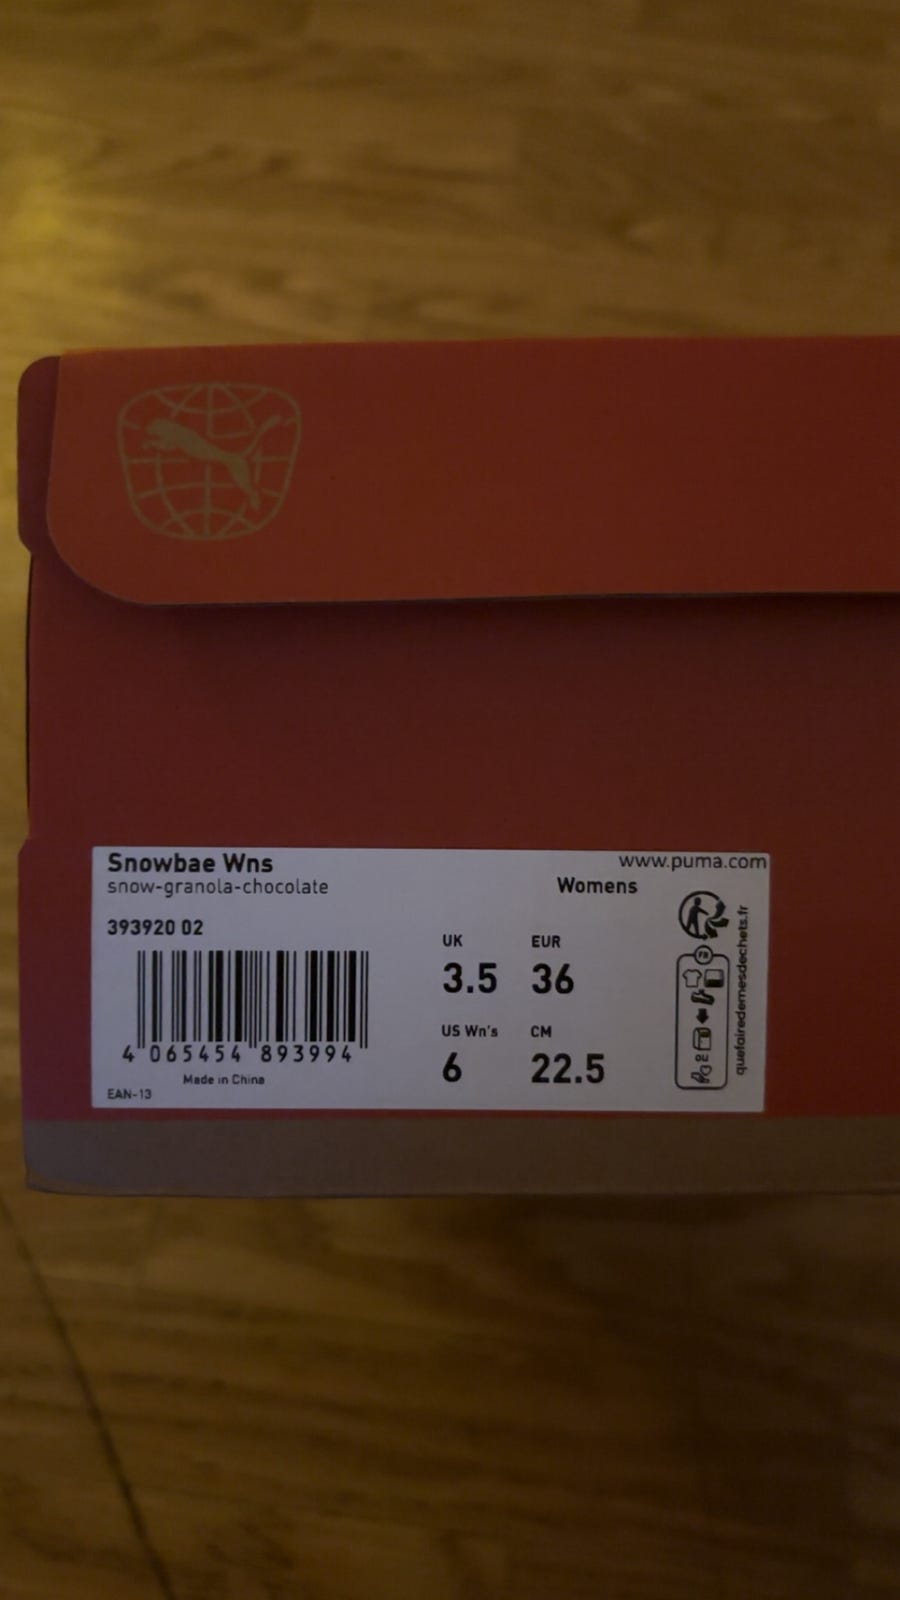 Snowbae Wns
www.puma.com
snow-granola-chocolate
Womens
393920 02
UK
EUR
3.5
36
US Wn's
CM
6
22.5
4 065454 893994
Made in China
EAN-13
FR
quefairedemesdechets.fr